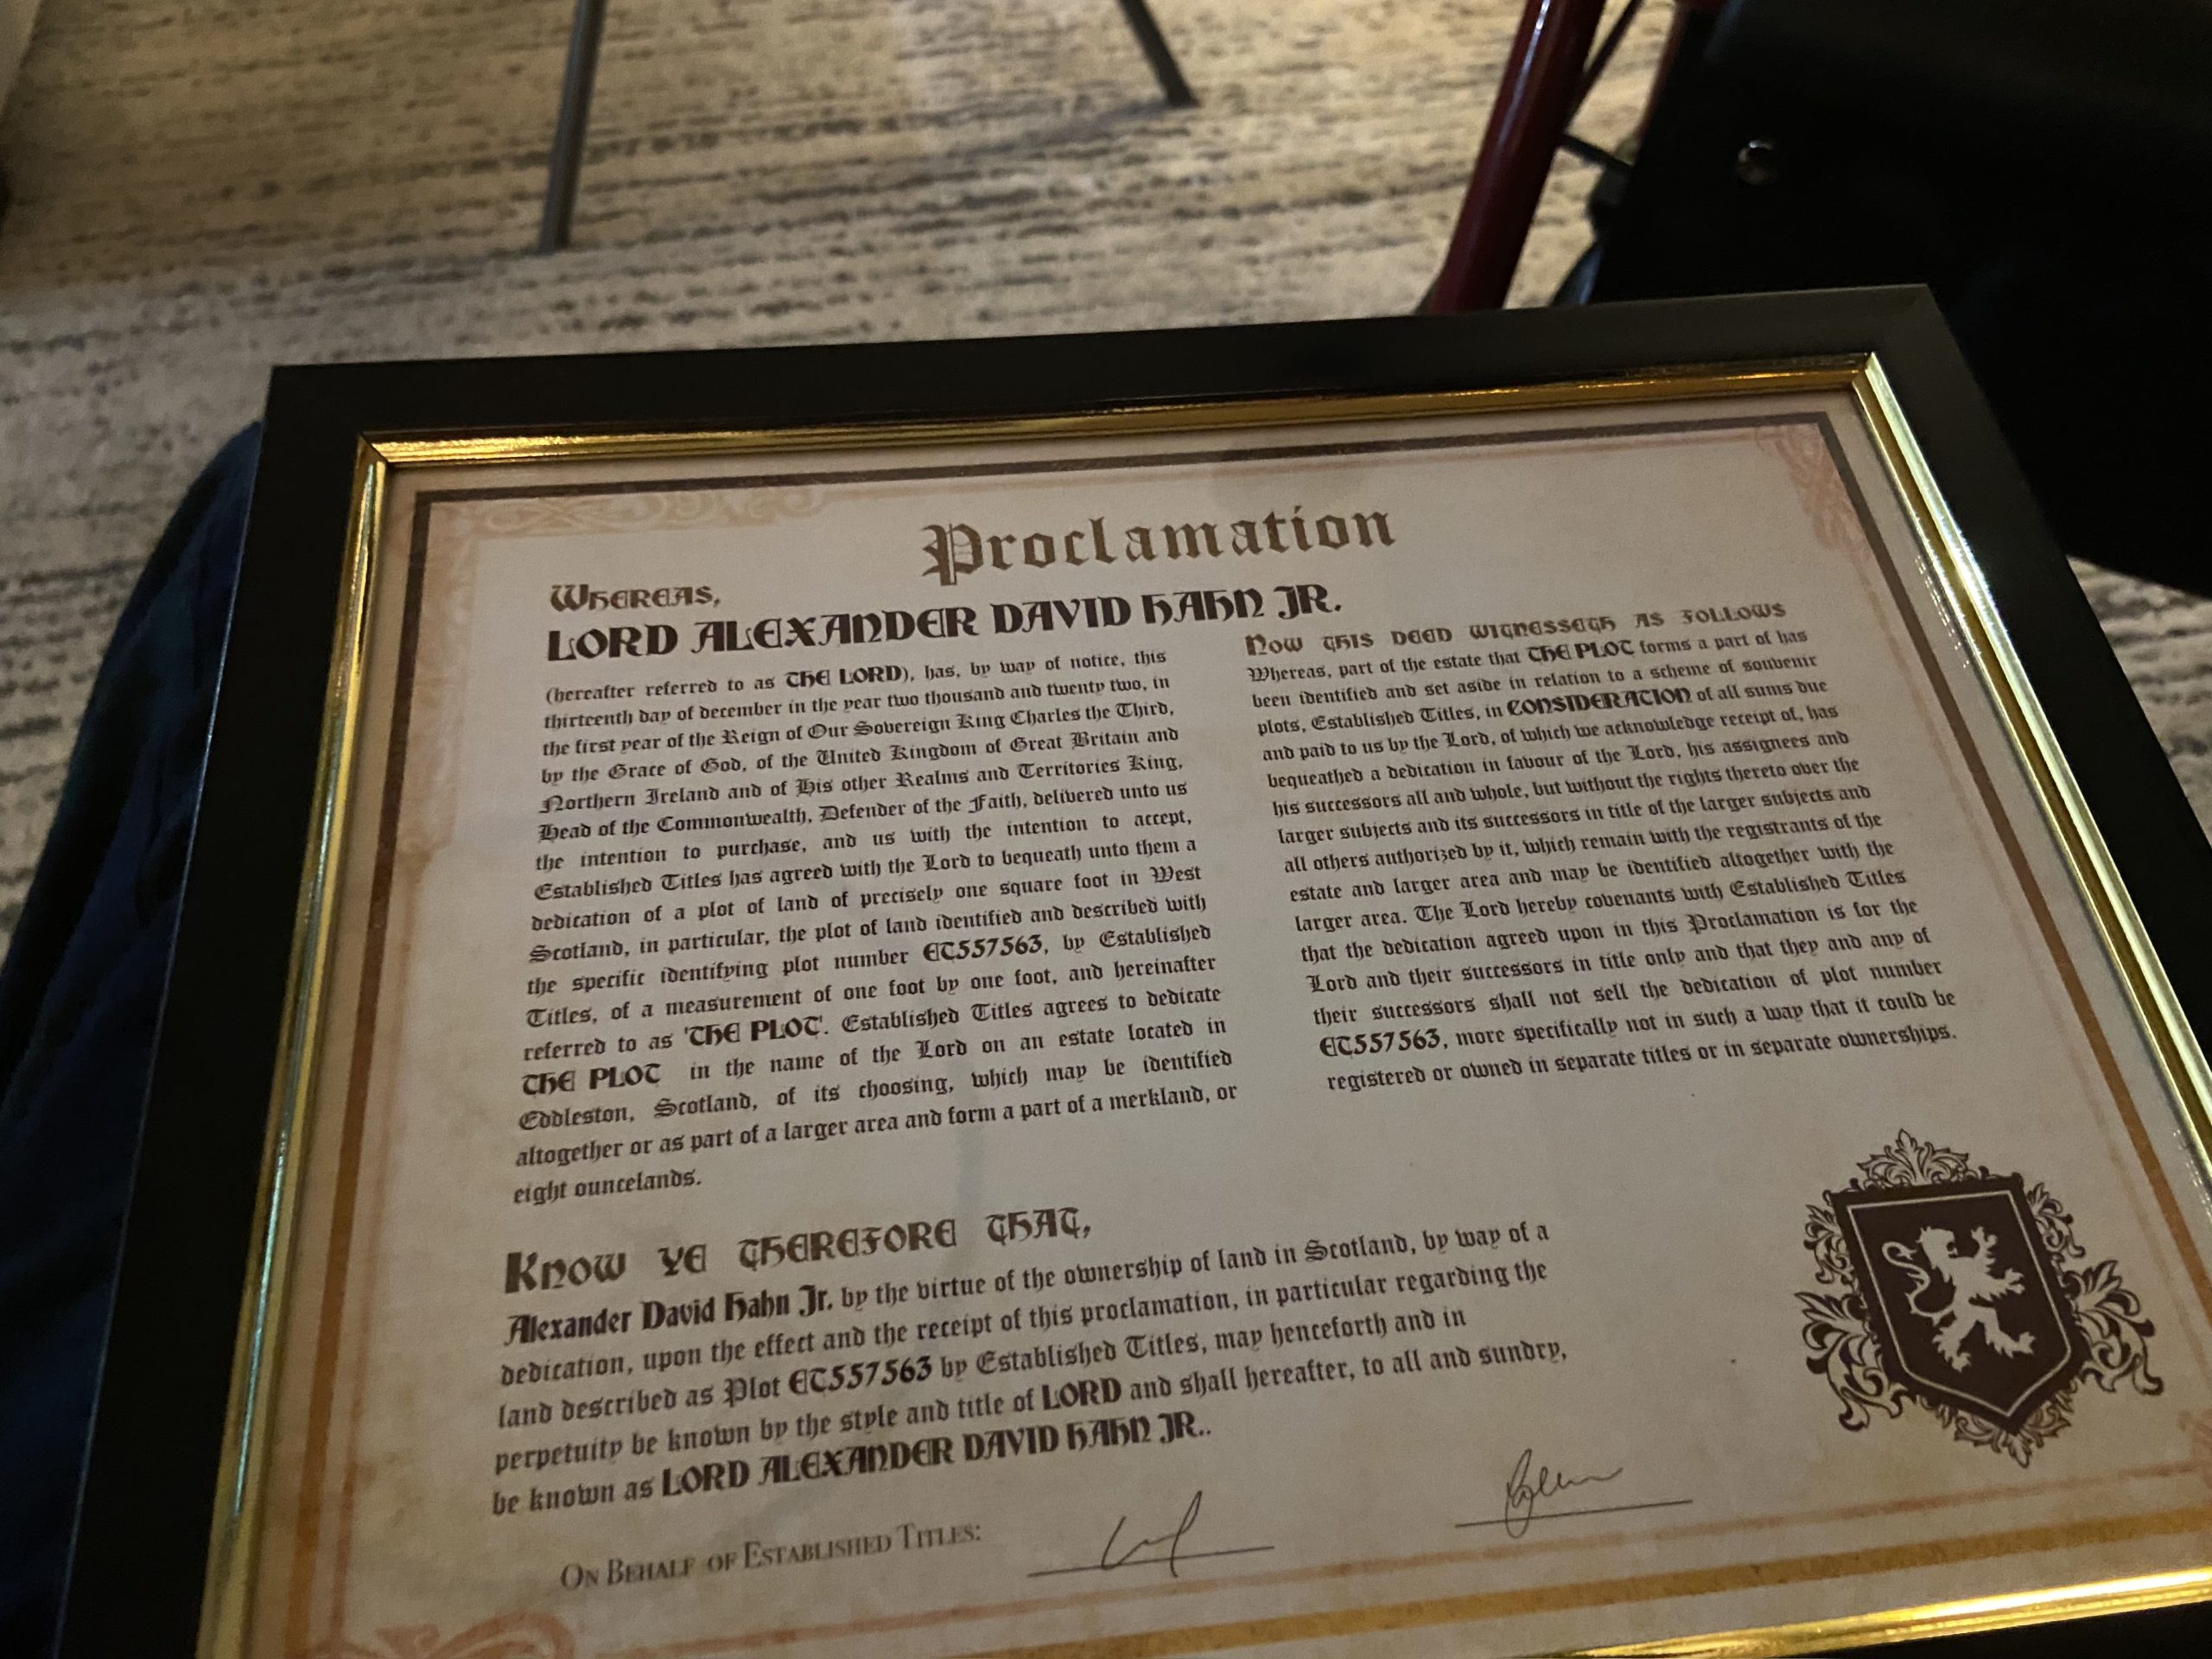 Proclamation
WHEREAS,
LORD ALEXANDER DAVID HAHN JR.
(hereafter referred to as THE LORD), has, by way of notice, this
thirteenth day of december in the year two thousand and twenty two, in
the first year of the Reign of Our Sovereign King Charles the Third,
by the Grace of God, of the United Kingdom of Great Britain and
Northern Ireland and of His other Realms and Territories King,
Head of the Commonwealth, Defender of the Faith, delivered unto us
the intention to purchase, and us with the intention to accept,
Established Titles has agreed with the Lord to bequeath unto them a
dedication of a plot of land of precisely one square foot in West
Scotland, in particular, the plot of land identified and described with
the specific identifying plot number ET557563, by Established
Titles, of a measurement of one foot by one foot, and hereinafter
referred to as 'THE PLOT'. Established Titles agrees to dedicate
THE PLOT in the name of the Lord on an estate located in
Eddleston, Scotland, of its choosing, which may be identified
altogether or as part of a larger area and form a part of a merkland, or
eight ouncelands.
NOW THIS DEED WITNESSETH AS FOLLOWS
Whereas, part of the estate that THE PLOT forms a part of has
been identified and set aside in relation to a scheme of souvenir
plots, Established Titles, in CONSIDERATION of all sums due
and paid to us by the Lord, of which we acknowledge receipt of, has
bequeathed a dedication in favour of the Lord, his assignees and
his successors all and whole, but without the rights thereto over the
larger subjects and its successors in title of the larger subjects and
all others authorized by it, which remain with the registrants of the
estate and larger area and may be identified altogether with the
larger area. The Lord hereby covenants with Established Titles
that the dedication agreed upon in this Proclamation is for the
Lord and their successors in title only and that they and any of
their successors shall not sell the dedication of plot number
ET557563, more specifically not in such a way that it could be
registered or owned in separate titles or in separate ownerships.
KNOW YE THEREFORE THAT,
Alexander David Hahn Jr. by the virtue of the ownership of land in Scotland, by way of a
dedication, upon the effect and the receipt of this proclamation, in particular regarding the
land described as Plot ET557563 by Established Titles, may henceforth and in
perpetuity be known by the style and title of LORD and shall hereafter, to all and sundry,
be known as LORD ALEXANDER DAVID HAHN JR..
ON BEHALF OF ESTABLISHED TITLES: